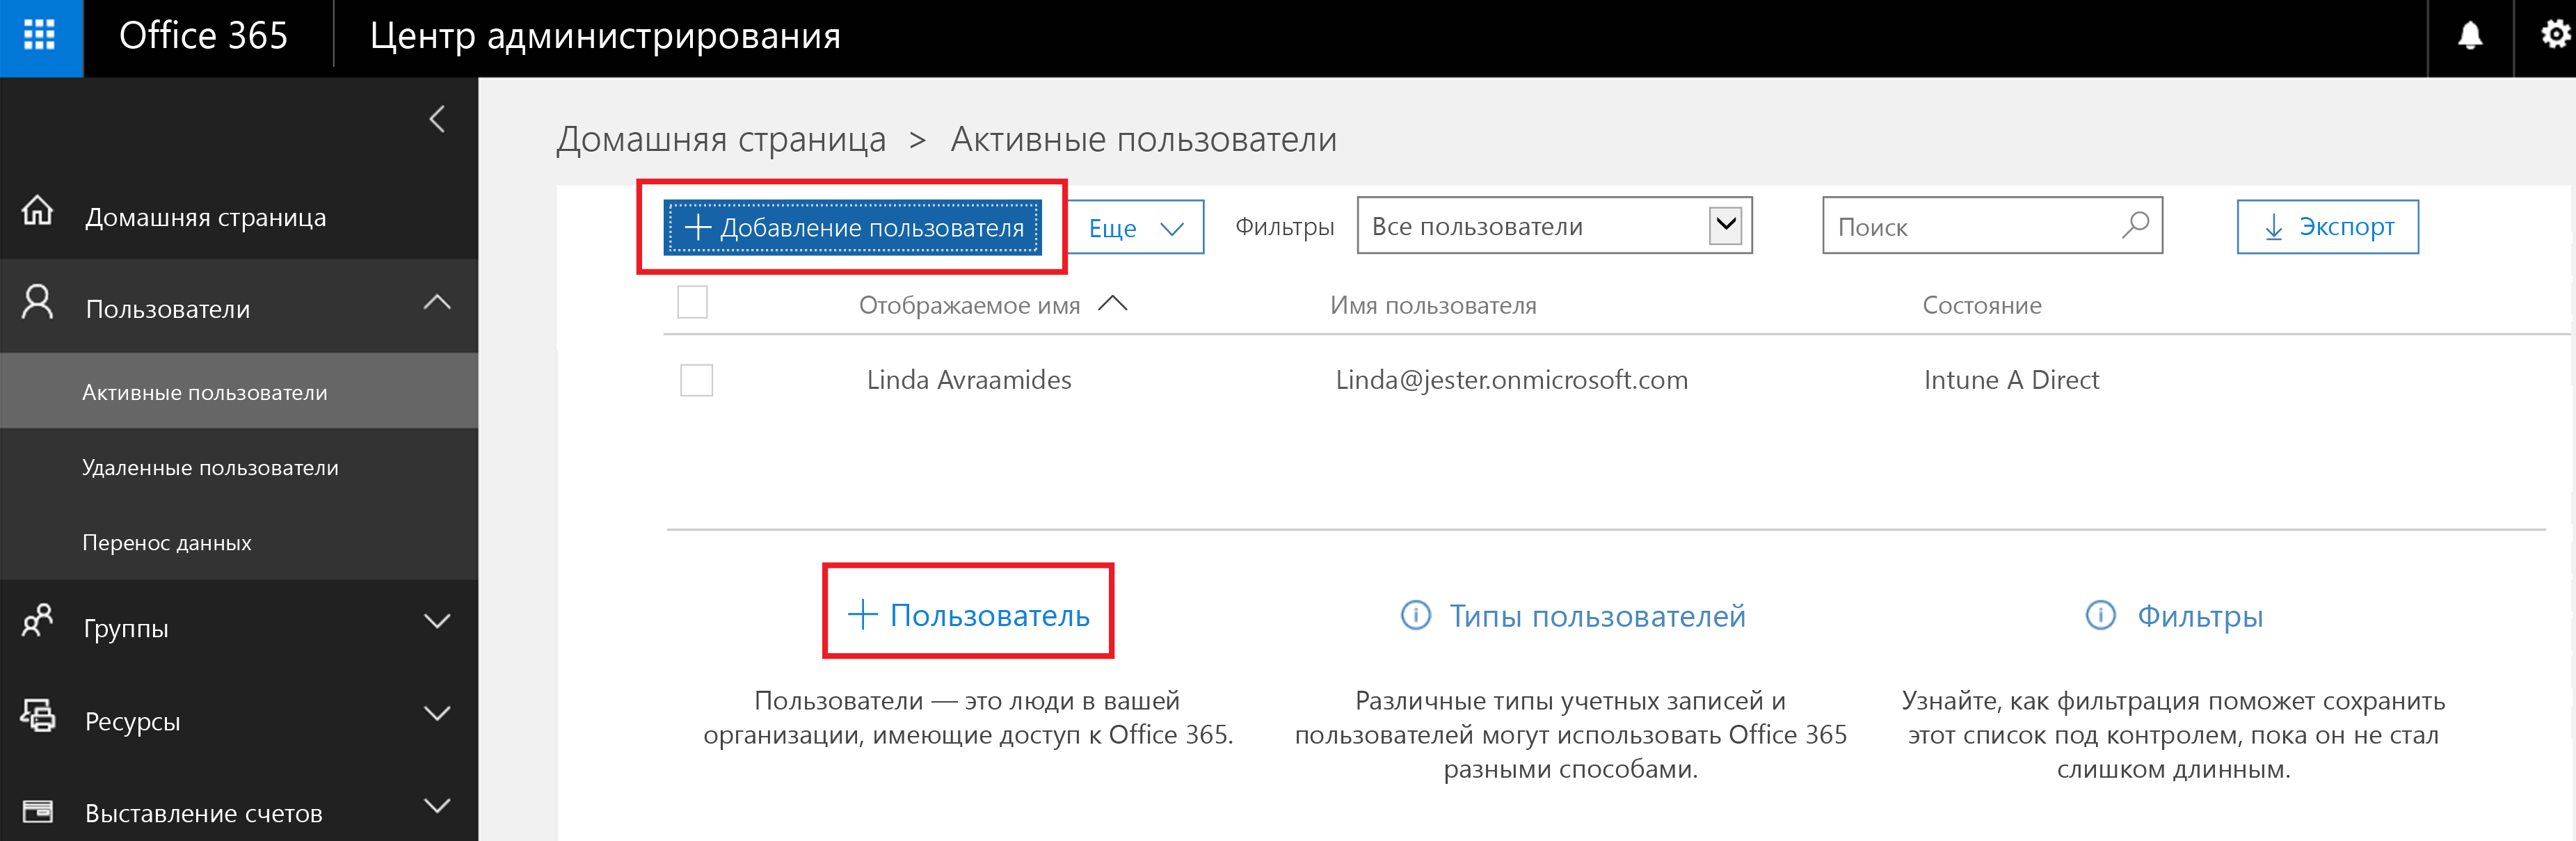 Office 365
Центр администрирования
Домашняя страница
Пользователи
Активные пользователи
Удаленные пользователи
Перенос данных
Группы
Ресурсы
Выставление счетов
Домашняя страница > Активные пользователи
+ Добавление пользователя
Еще
Фильтры
Все пользователи
Поиск
Экспорт
Отображаемое имя
Имя пользователя
Состояние
Linda Avraamides
Linda@jester.onmicrosoft.com
Intune A Direct
+ Пользователь
Пользователи — это люди в вашей
организации, имеющие доступ к Office 365.
Типы пользователей
Различные типы учетных записей и
пользователей могут использовать Office 365
разными способами.
Фильтры
Узнайте, как фильтрация поможет сохранить
этот список под контролем, пока он не стал
слишком длинным.